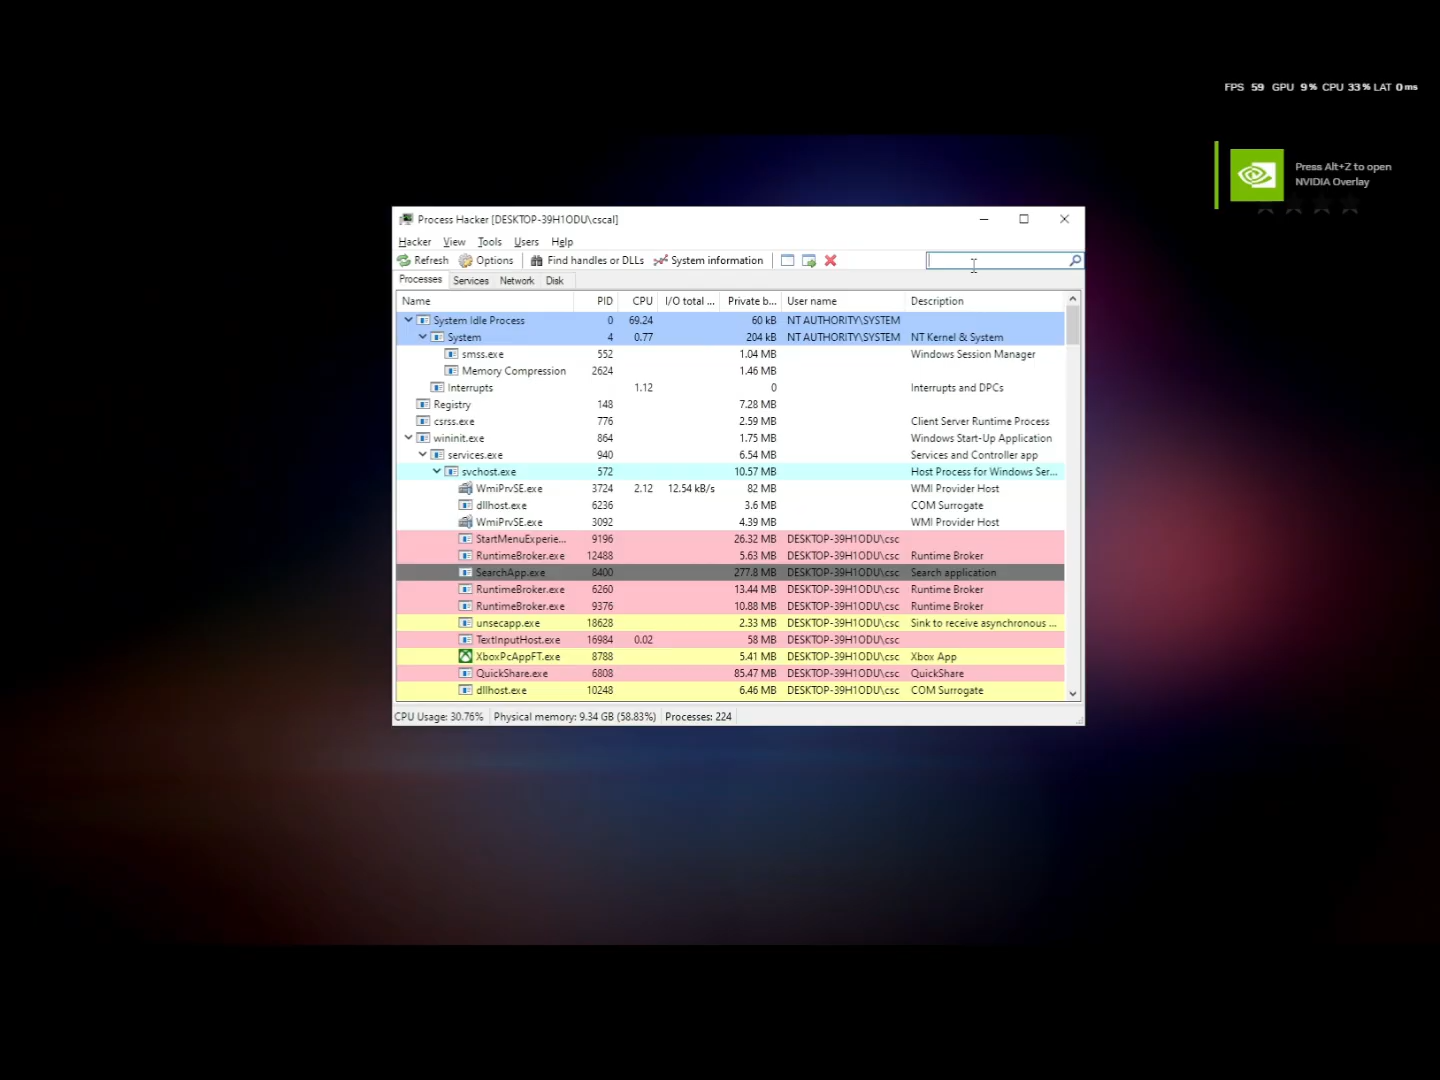 FPS 59 GPU 9% CPU 33% LAT 0ms
Press Alt+Z to open
NVIDIA Overlay
Process Hacker [DESKTOP-39H1ODU\cscal]
Hacker View Tools Users Help
Refresh Options Find handles or DLLs System information
Processes Services Network Disk
Name PID CPU I/O total ... Private b... User name Description
System Idle Process 0 69.24 60 kB NT AUTHORITY\SYSTEM
System 4 0.77 204 kB NT AUTHORITY\SYSTEM NT Kernel & System
smss.exe 552 1.04 MB Windows Session Manager
Memory Compression 2624 1.46 MB
Interrupts 1.12 0 Interrupts and DPCs
Registry 148 7.28 MB
csrss.exe 776 2.59 MB Client Server Runtime Process
wininit.exe 864 1.75 MB Windows Start-Up Application
services.exe 940 6.54 MB Services and Controller app
svchost.exe 572 10.57 MB Host Process for Windows Ser...
WmiPrvSE.exe 3724 2.12 12.54 kB/s 82 MB WMI Provider Host
dllhost.exe 6236 3.6 MB COM Surrogate
WmiPrvSE.exe 3092 4.39 MB WMI Provider Host
StartMenuExperie... 9196 26.32 MB DESKTOP-39H1ODU\csc
RuntimeBroker.exe 12488 5.63 MB DESKTOP-39H1ODU\csc Runtime Broker
SearchApp.exe 8400 277.8 MB DESKTOP-39H1ODU\csc Search application
RuntimeBroker.exe 6260 13.44 MB DESKTOP-39H1ODU\csc Runtime Broker
RuntimeBroker.exe 9376 10.88 MB DESKTOP-39H1ODU\csc Runtime Broker
unsecapp.exe 18628 2.33 MB DESKTOP-39H1ODU\csc Sink to receive asynchronous ...
TextInputHost.exe 16984 0.02 58 MB DESKTOP-39H1ODU\csc
XboxPcAppFT.exe 8788 5.41 MB DESKTOP-39H1ODU\csc Xbox App
QuickShare.exe 6808 85.47 MB DESKTOP-39H1ODU\csc QuickShare
dllhost.exe 10248 6.46 MB DESKTOP-39H1ODU\csc COM Surrogate
CPU Usage: 30.76% Physical memory: 9.34 GB (58.83%) Processes: 224